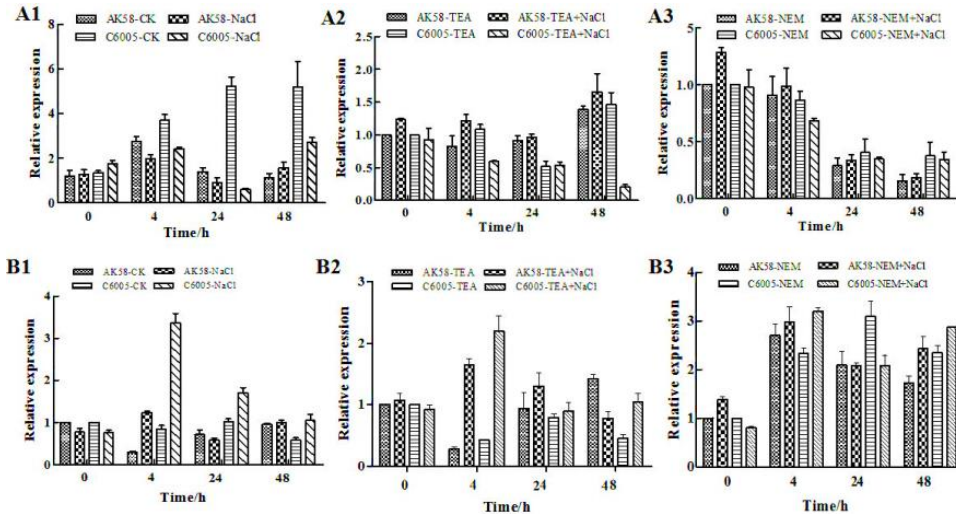 A1
AK58-CK AK58-NaCl
C6005-CK C6005-NaCl
Relative expression
8
6
4
2
0
0 4 24 48
Time/h
A2
AK58-TEA AK58-TEA+NaCl
C6005-TEA C6005-TEA+NaCl
Relative expression
2.5
2.0
1.5
1.0
0.5
0.0
0 4 24 48
Time/h
A3
AK58-NEM AK58-NEM+NaCl
C6005-NEM C6005-NEM+NaCl
Relative expression
5
1.0
0.5
0.0
0 4 24 48
Time/h
B1
AK58-CK AK58-NaCl
C6005-CK C6005-NaCl
Relative expression
4
3
2
1
0
0 4 24 48
Time/h
B2
AK58-TEA AK58-TEA+NaCl
C6005-TEA C6005-TEA+NaCl
Relative expression
3
2
1
0
0 4 24 48
Time/h
B3
AK58-NEM AK58-NEM+NaCl
C6005-NEM C6005-NEM+NaCl
Relative expression
4
3
2
1
0
0 4 24 48
Time/h